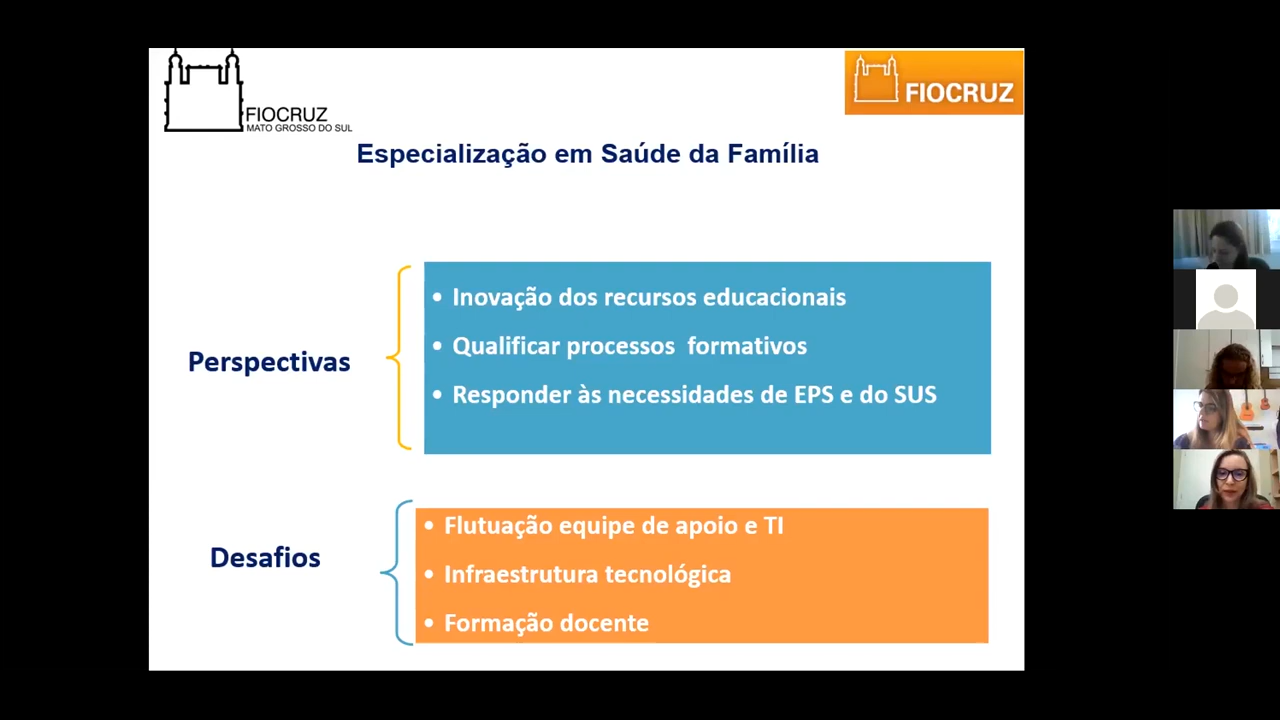 FIOCRUZ
MATO GROSSO DO SUL
FIOCRUZ
Especialização em Saúde da Família
Perspectivas
• Inovação dos recursos educacionais
• Qualificar processos formativos
• Responder às necessidades de EPS e do SUS
Desafios
• Flutuação equipe de apoio e TI
• Infraestrutura tecnológica
• Formação docente